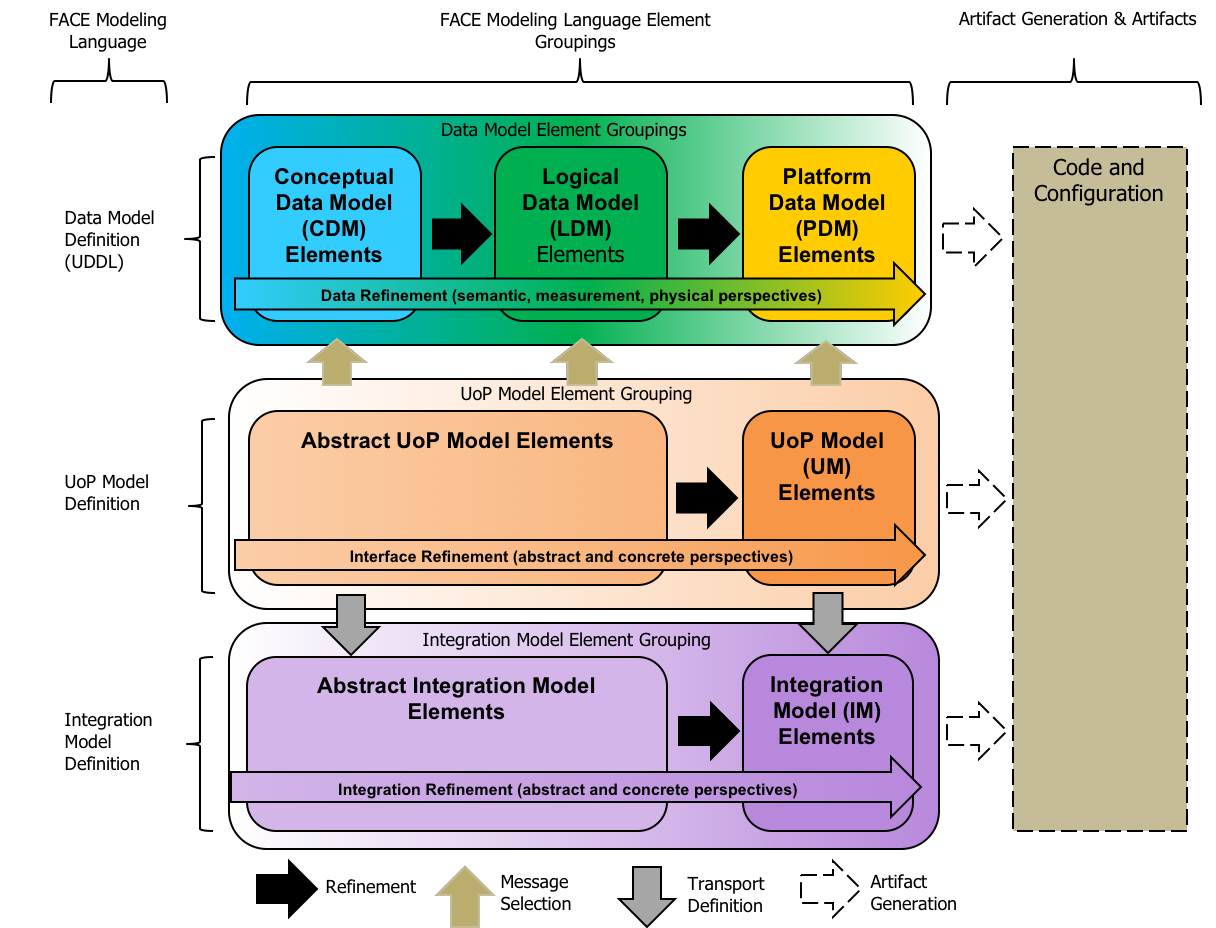 FACE Modeling
Language
FACE Modeling Language Element
Groupings
Artifact Generation & Artifacts
Data Model Element Groupings
Data Model
Definition
(UDDL)
Conceptual
Data Model
(CDM)
Elements
Logical
Data Model
(LDM)
Elements
Platform
Data Model
(PDM)
Elements
Code and
Configuration
Data Refinement (semantic, measurement, physical perspectives)
UoP Model Element Grouping
UoP Model
Definition
Abstract UoP Model Elements
UoP Model
(UM)
Elements
Interface Refinement (abstract and concrete perspectives)
Integration Model Element Grouping
Integration
Model
Definition
Abstract Integration Model
Elements
Integration
Model (IM)
Elements
Integration Refinement (abstract and concrete perspectives)
Refinement
Message
Selection
Transport
Definition
Artifact
Generation